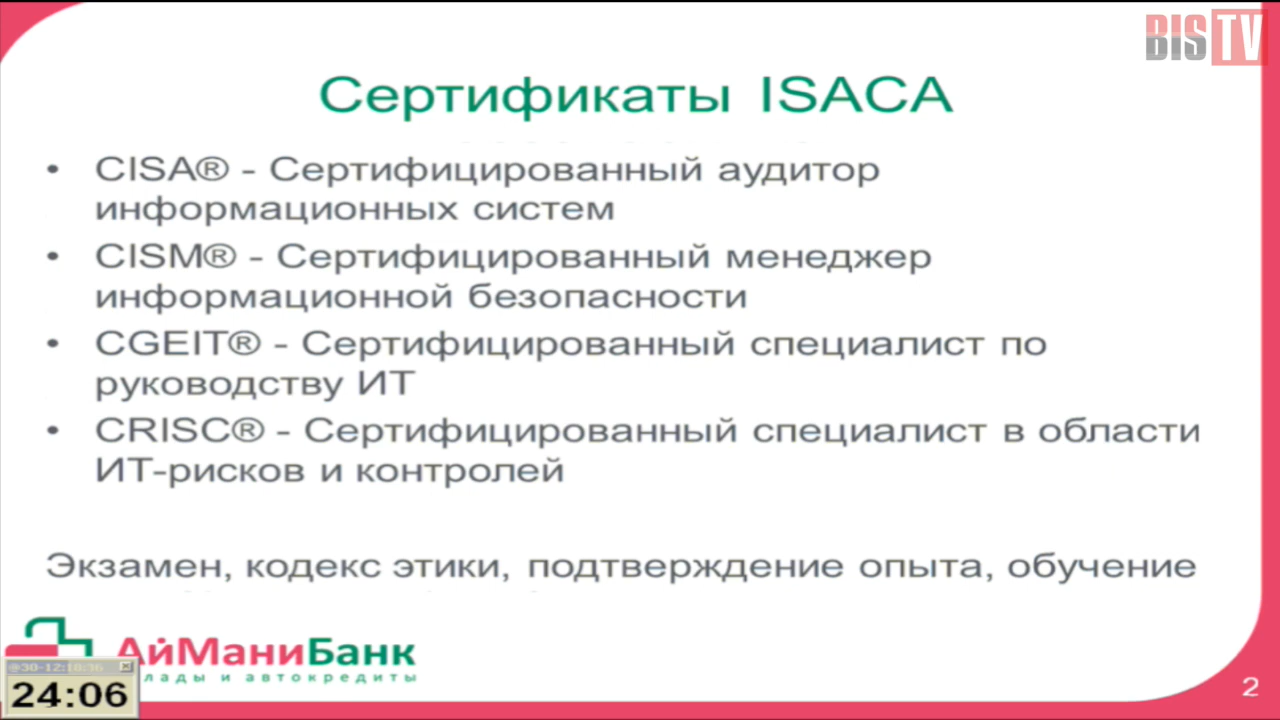 BIS TV
Сертификаты ISACA
• CISA® - Сертифицированный аудитор
информационных систем
• CISM® - Сертифицированный менеджер
информационной безопасности
• CGEIT® - Сертифицированный специалист по
руководству ИТ
• CRISC® - Сертифицированный специалист в области
ИТ-рисков и контролей
Экзамен, кодекс этики, подтверждение опыта, обучение
АйМаниБанк
лады и автокредиты
24:06
2